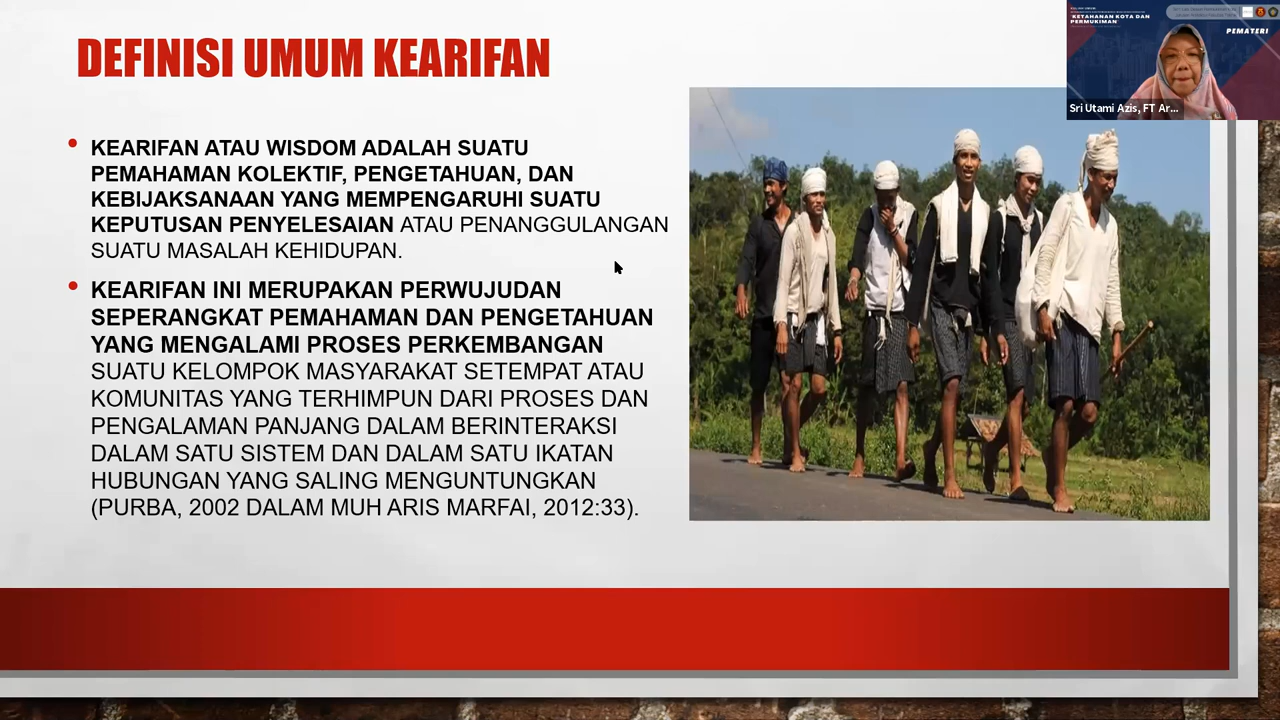 DEFINISI UMUM KEARIFAN
• KEARIFAN ATAU WISDOM ADALAH SUATU
PEMAHAMAN KOLEKTIF, PENGETAHUAN, DAN
KEBIJAKSANAAN YANG MEMPENGARUHI SUATU
KEPUTUSAN PENYELESAIAN ATAU PENANGGULANGAN
SUATU MASALAH KEHIDUPAN.
• KEARIFAN INI MERUPAKAN PERWUJUDAN
SEPERANGKAT PEMAHAMAN DAN PENGETAHUAN
YANG MENGALAMI PROSES PERKEMBANGAN
SUATU KELOMPOK MASYARAKAT SETEMPAT ATAU
KOMUNITAS YANG TERHIMPUN DARI PROSES DAN
PENGALAMAN PANJANG DALAM BERINTERAKSI
DALAM SATU SISTEM DAN DALAM SATU IKATAN
HUBUNGAN YANG SALING MENGUNTUNGKAN
(PURBA, 2002 DALAM MUH ARIS MARFAI, 2012:33).
"KETAHANAN KOTA DAN
PERMUKIMAN"
PEMATERI
Sri Utami Azis, FT Ar...